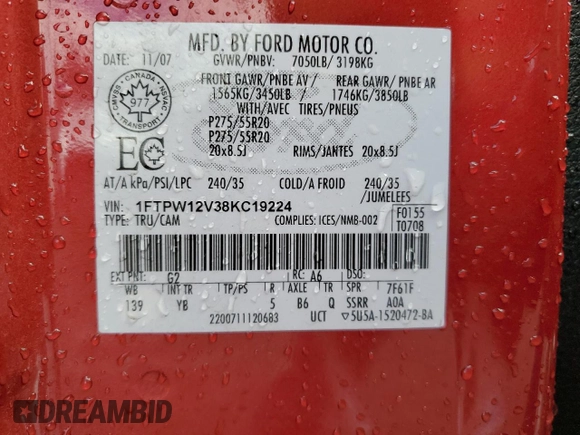 MFD. BY FORD MOTOR CO.
DATE: 11/07 GVWR/PNBV: 7050LB/ 3198KG
FRONT GAWR/PNBE AV/ REAR GAWR/ PNBE AR
1565KG/3450LB 1746KG/3850LB
WITH/AVEC TIRES/PNEUS
P275/55R20
P275/55R20
20x8.5J RIMS/JANTES 20x8.5J
CANADA
CMVSS 977 NSVAC
TRANSPORT
EC
AT/A kPa/PSI/LPC 240/35 COLD/A FROID 240/35
/JUMELEES
VIN: 1FTPW12V38KC19224
TYPE: TRU/CAM COMPLIES: ICES/NMB-002
F0155
T0708
EXT PNT: G2 RC: A6 DSO:
WB INT TR TP/PS R AXLE TR SPR 7F61F
139 YB 5 B6 Q SSRR A0A
2200711120683 UCT 5U5A-1520472-BA
DREAMBID